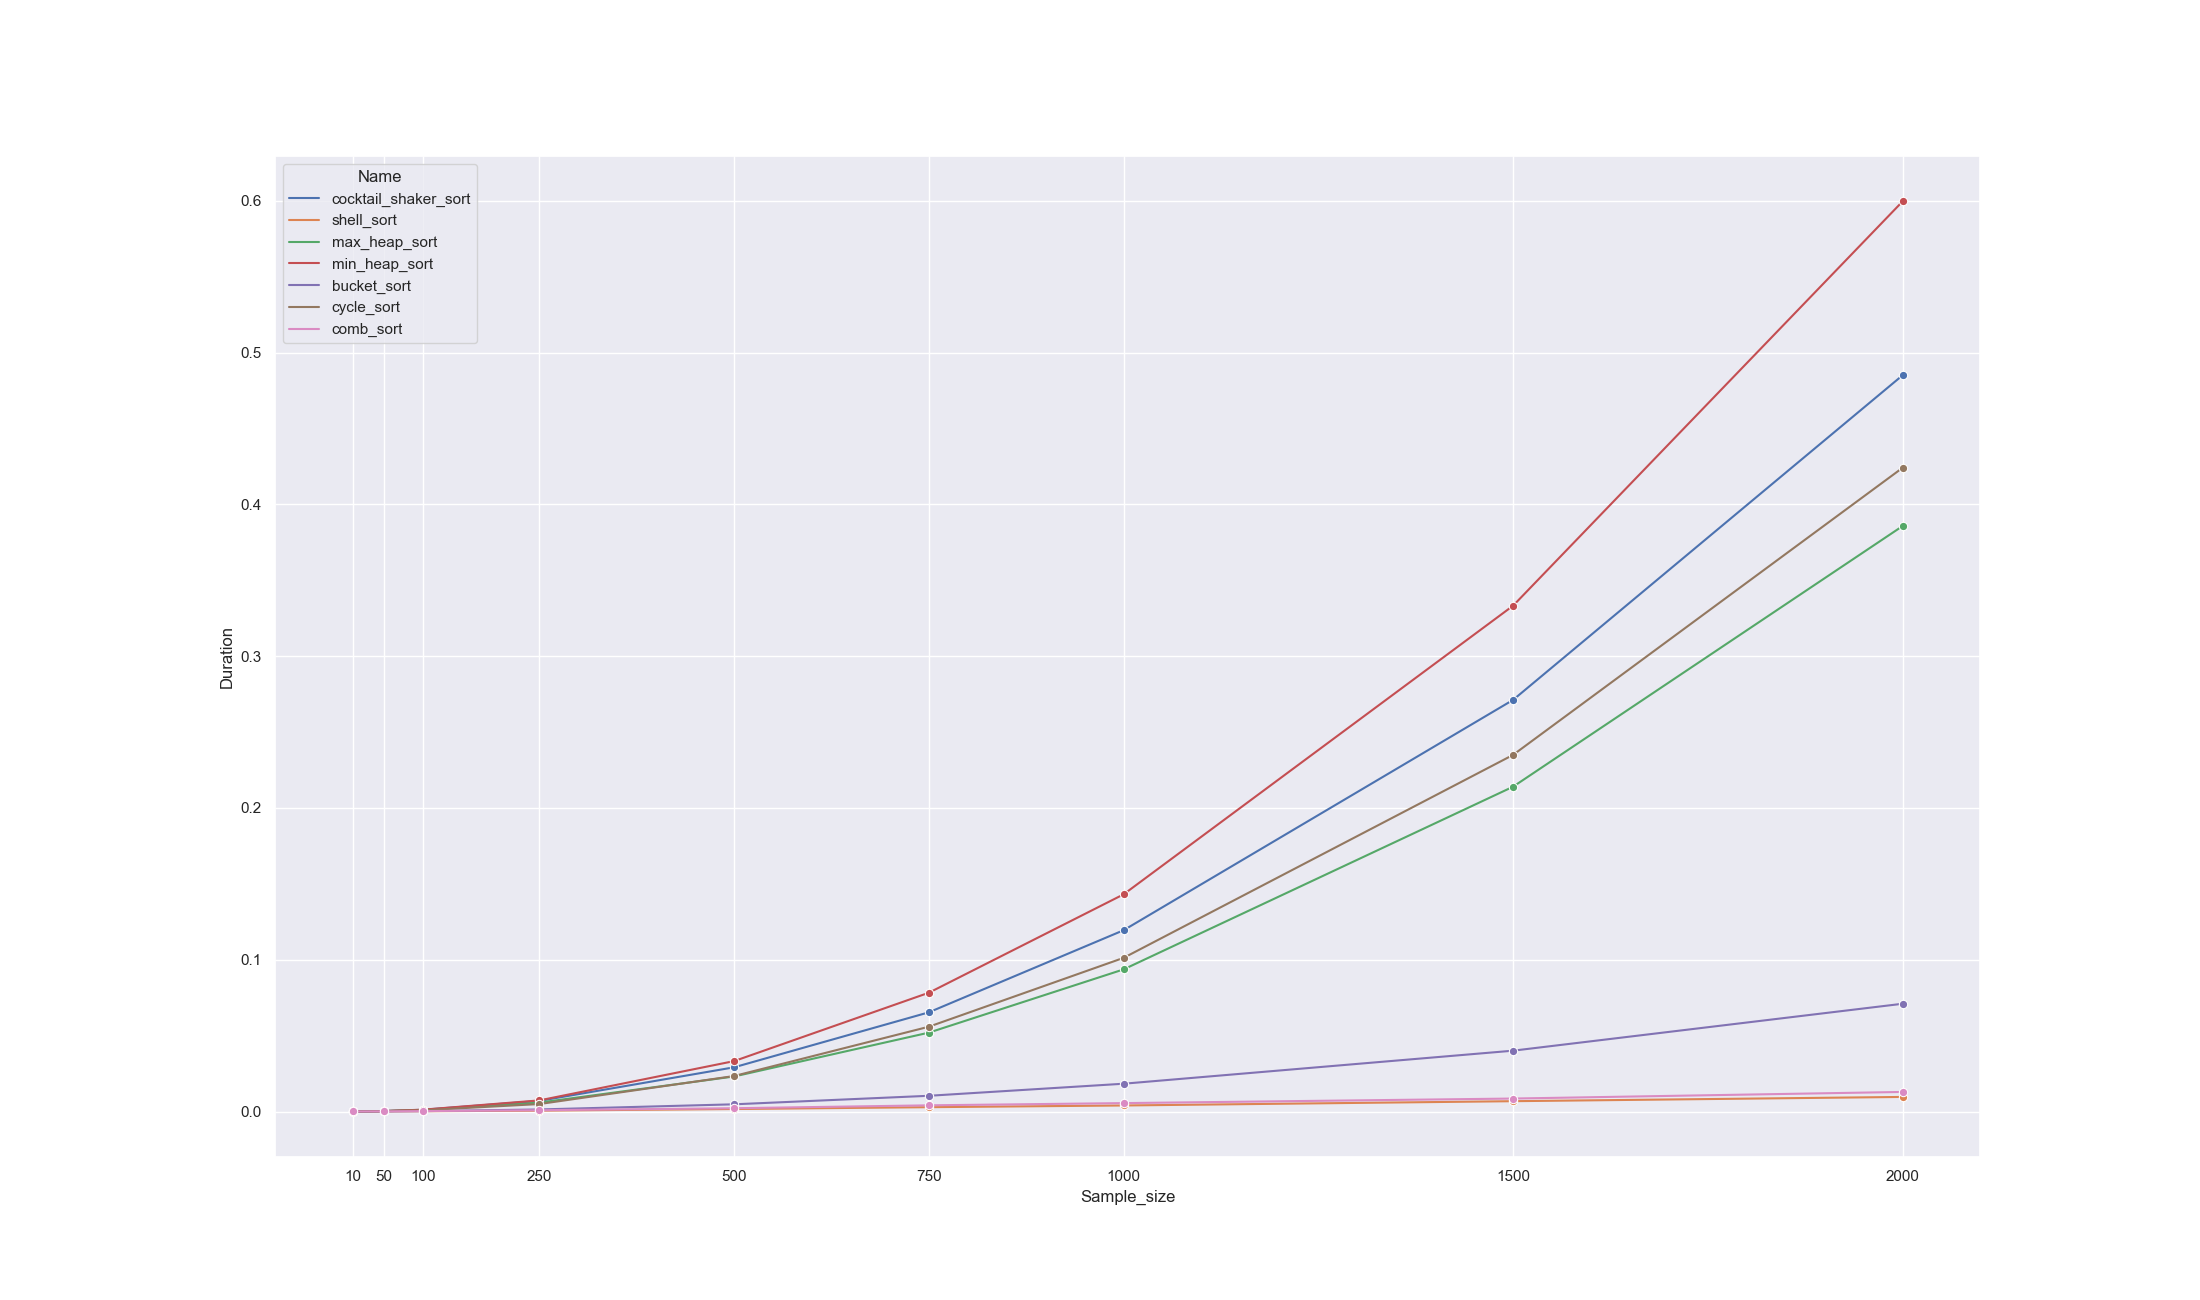 Name
cocktail_shaker_sort
shell_sort
max_heap_sort
min_heap_sort
bucket_sort
cycle_sort
comb_sort
0.6
0.5
0.4
0.3
0.2
0.1
0.0
Duration
10 50 100 250 500 750 1000 1500 2000
Sample_size